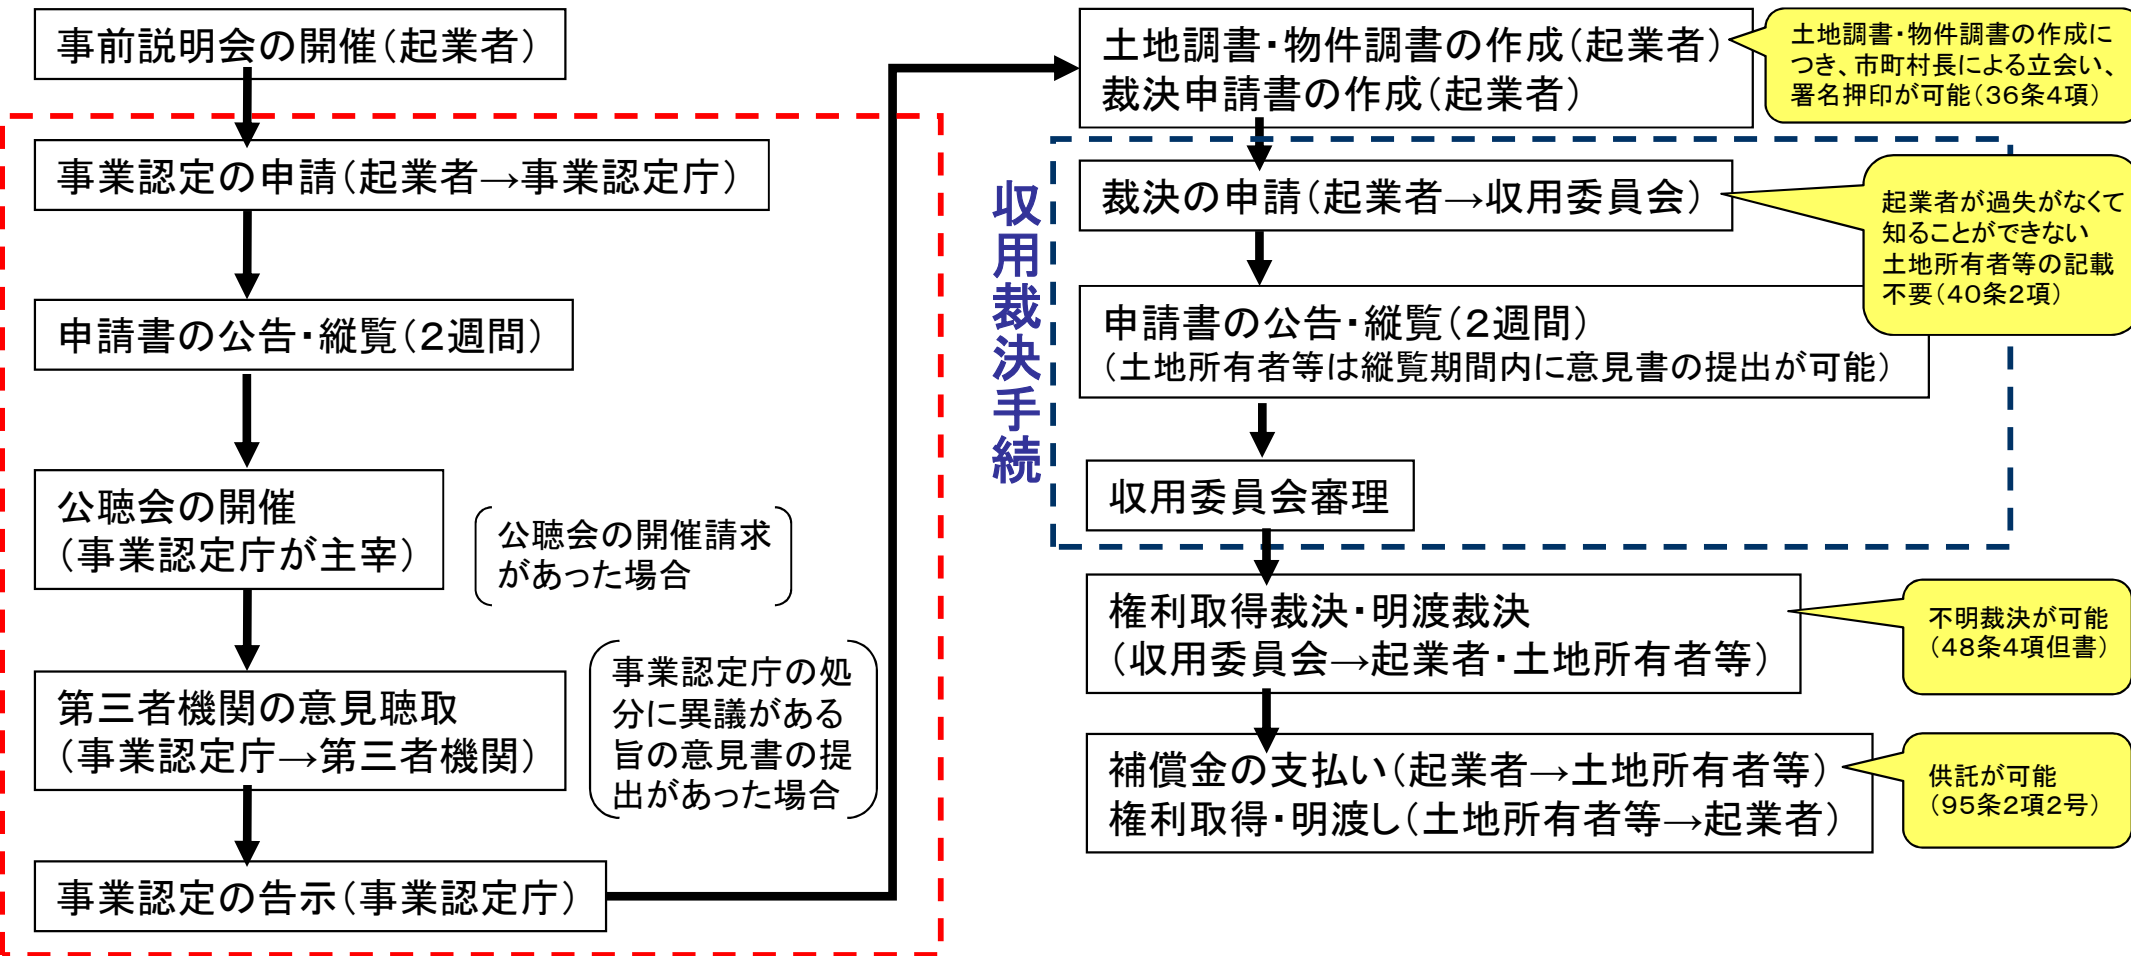 事前説明会の開催(起業者)
事業認定の申請(起業者→事業認定庁)
申請書の公告・縦覧(2週間)
公聴会の開催
(事業認定庁が主宰)
公聴会の開催請求
があった場合
第三者機関の意見聴取
(事業認定庁→第三者機関)
事業認定庁の処
分に異議がある
旨の意見書の提
出があった場合
事業認定の告示(事業認定庁)
土地調書・物件調書の作成(起業者)
裁決申請書の作成(起業者)
土地調書・物件調書の作成に
つき、市町村長による立会い、
署名押印が可能(36条4項)
収用裁決手続
裁決の申請(起業者→収用委員会)
起業者が過失がなくて
知ることができない
土地所有者等の記載
不要(40条2項)
申請書の公告・縦覧(2週間)
(土地所有者等は縦覧期間内に意見書の提出が可能)
収用委員会審理
権利取得裁決・明渡裁決
(収用委員会→起業者・土地所有者等)
不明裁決が可能
(48条4項但書)
補償金の支払い(起業者→土地所有者等)
権利取得・明渡し(土地所有者等→起業者)
供託が可能
(95条2項2号)